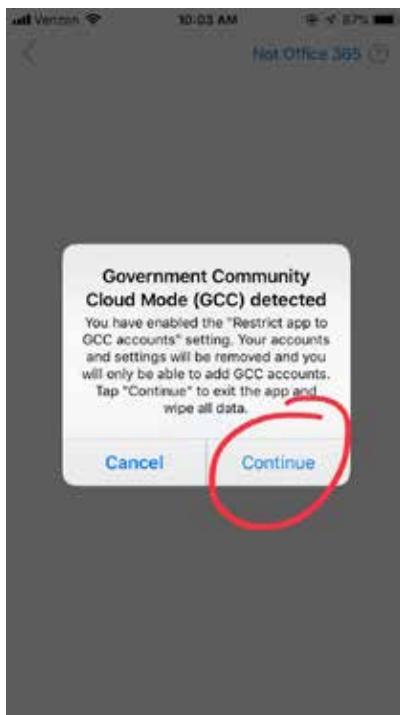 Verizon 10:03 AM 87%
Not Office 365 ?
Government Community
Cloud Mode (GCC) detected
You have enabled the "Restrict app to
GCC accounts" setting. Your accounts
and settings will be removed and you
will only be able to add GCC accounts.
Tap "Continue" to exit the app and
wipe all data.
Cancel Continue